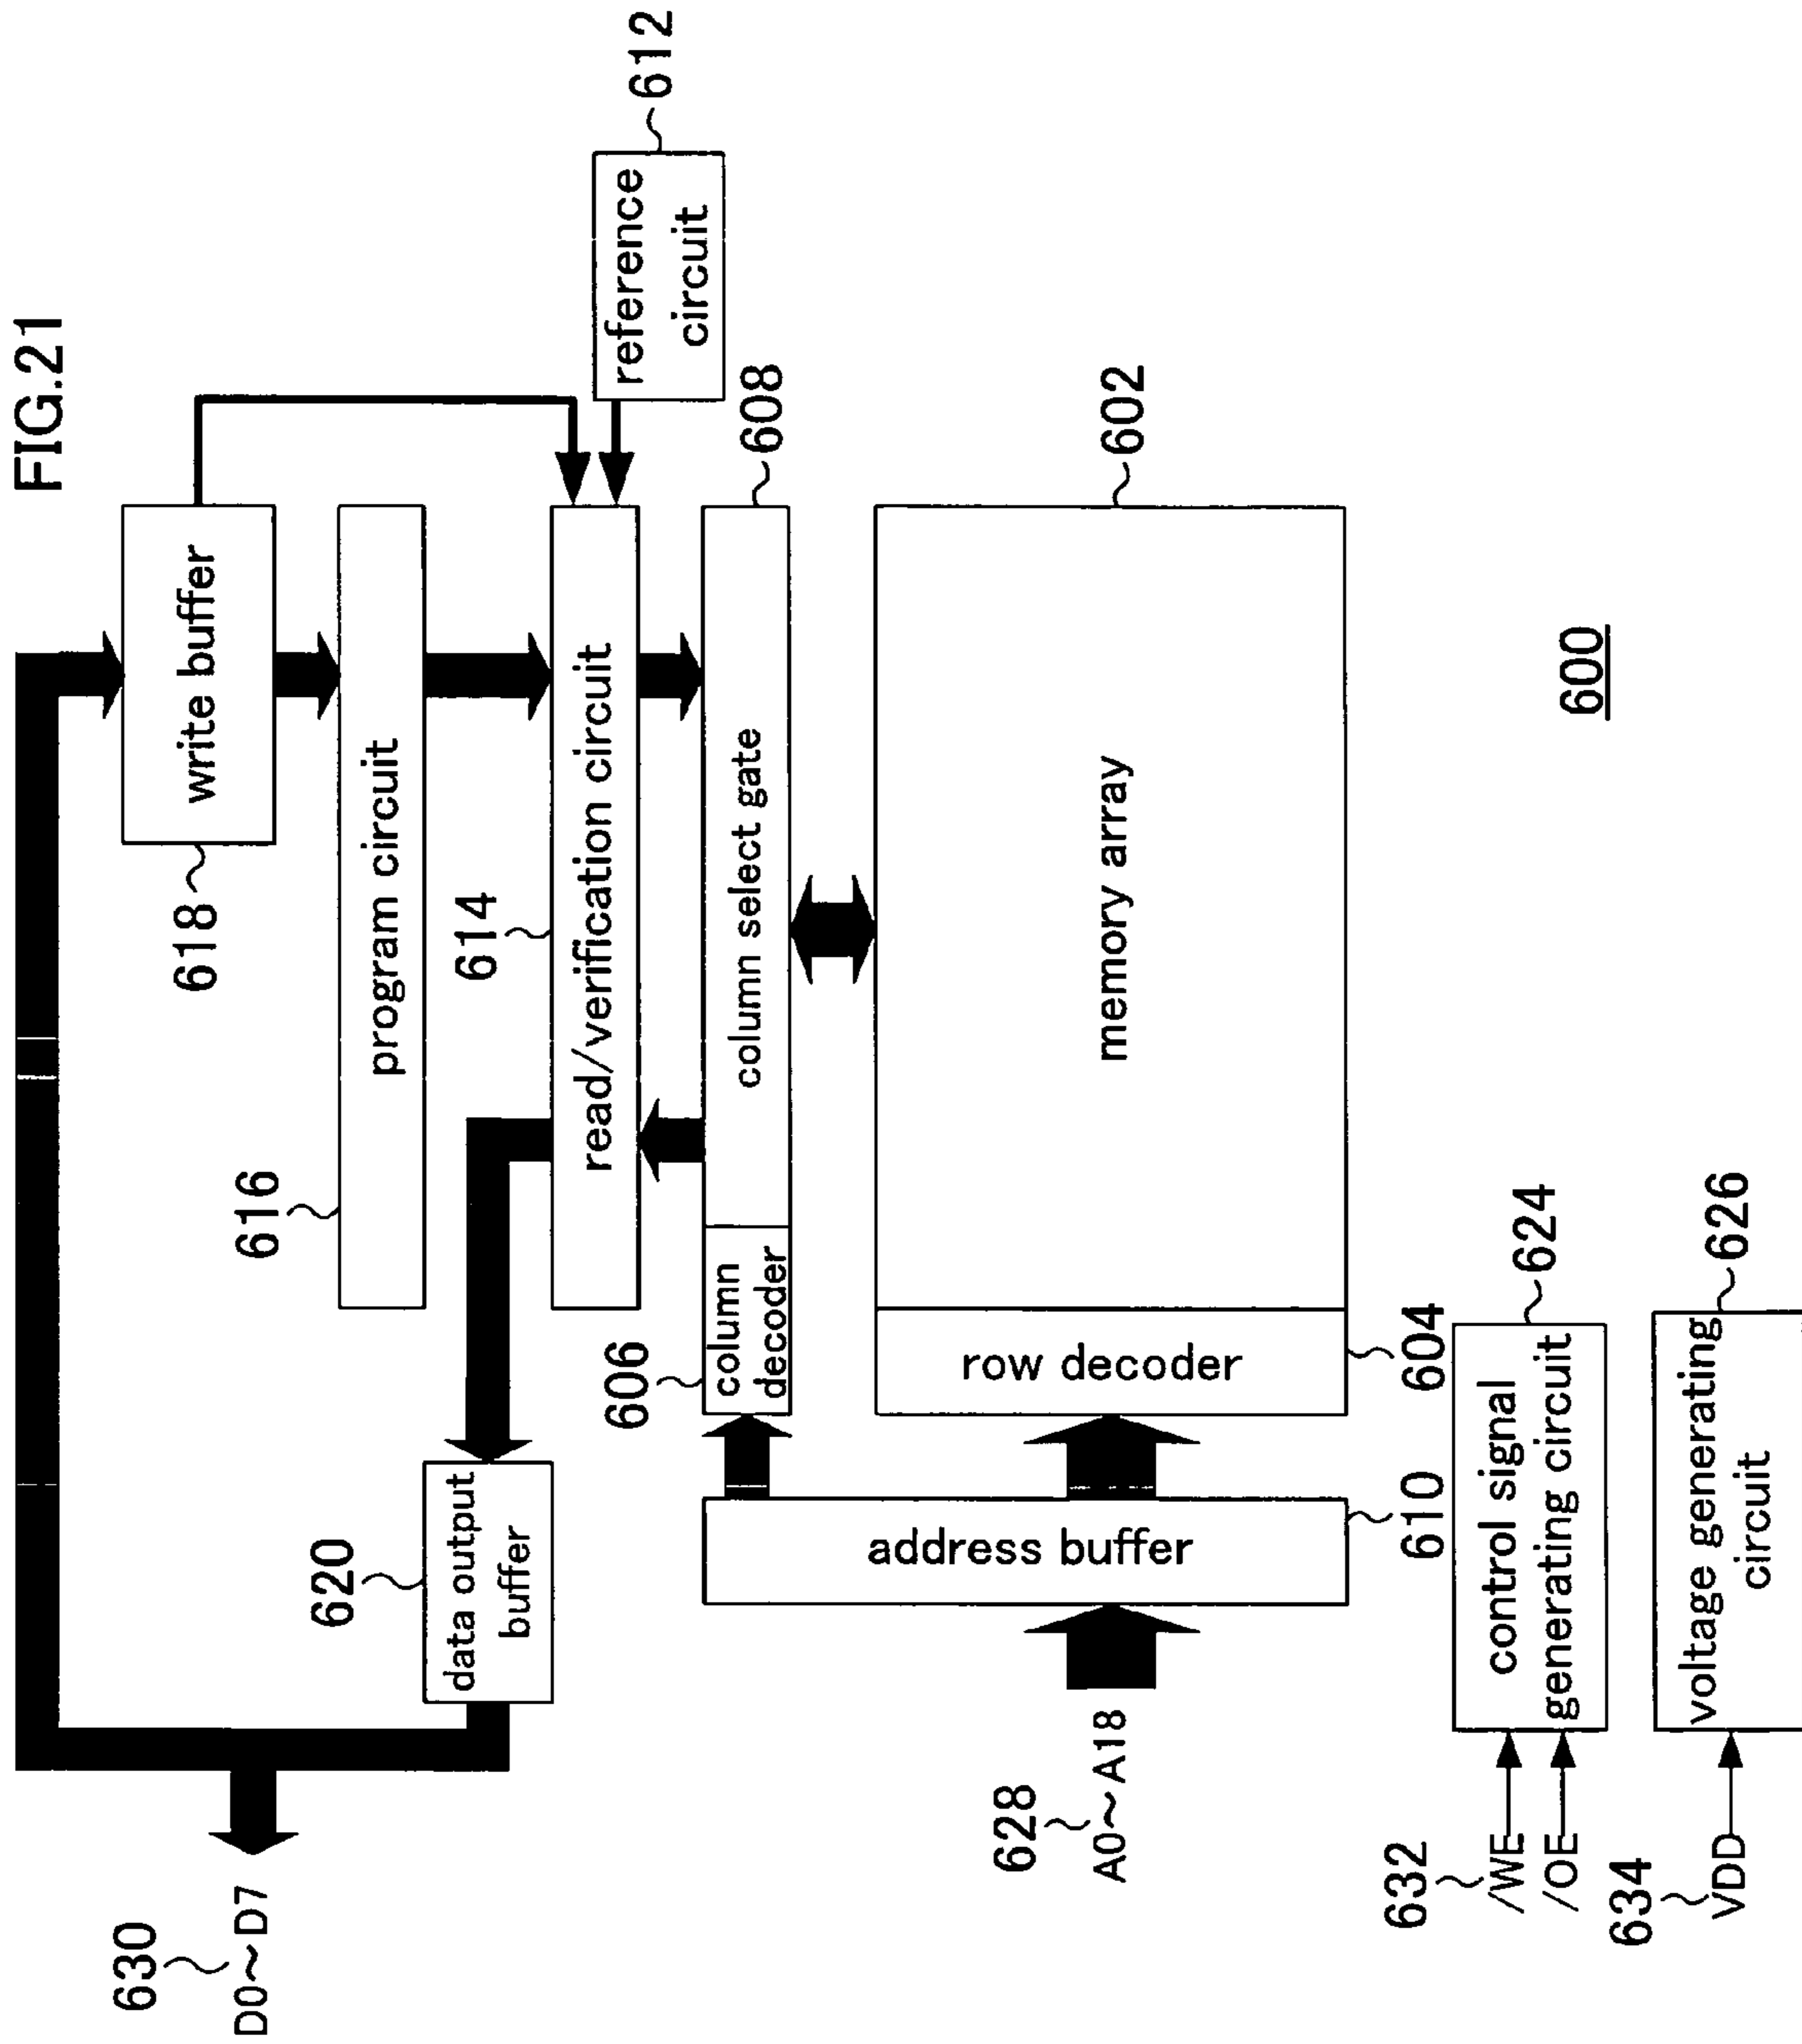 FIG.21
write buffer
618
program circuit
616
612
reference
circuit
614
read/verification circuit
608
column select gate
606
column
decoder
602
memory array
row decoder
604
620
data output
buffer
630
D0～D7
address buffer
610
628
A0～A18
600
624
control signal
generating circuit
632
/WE
/OE
626
voltage generating
circuit
634
VDD